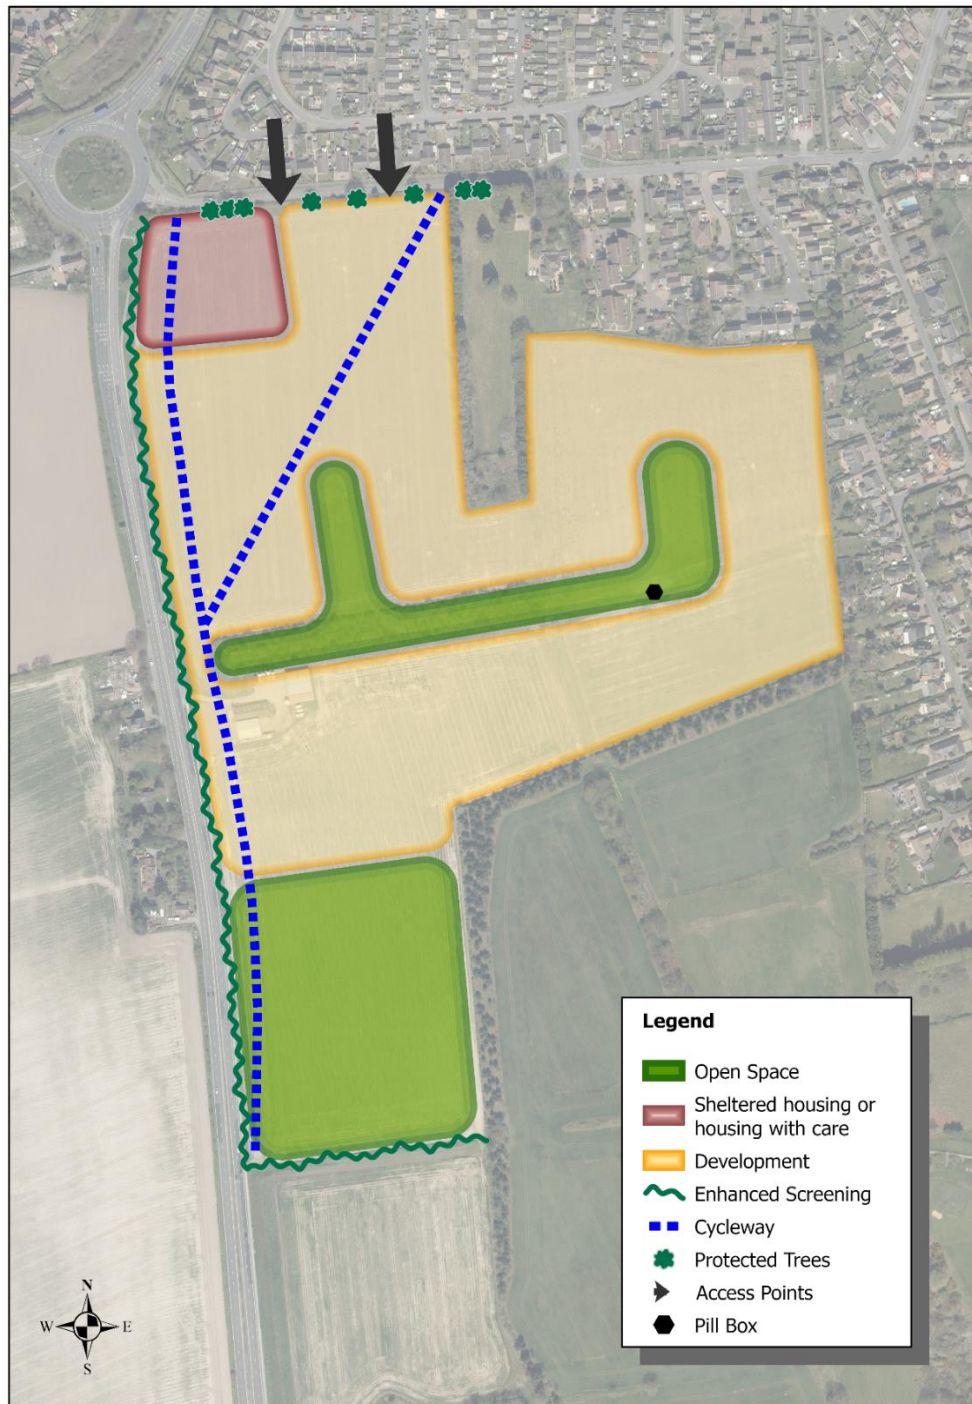 Legend
Open Space
Sheltered housing or
housing with care
Development
Enhanced Screening
Cycleway
Protected Trees
Access Points
Pill Box
N
W E
S